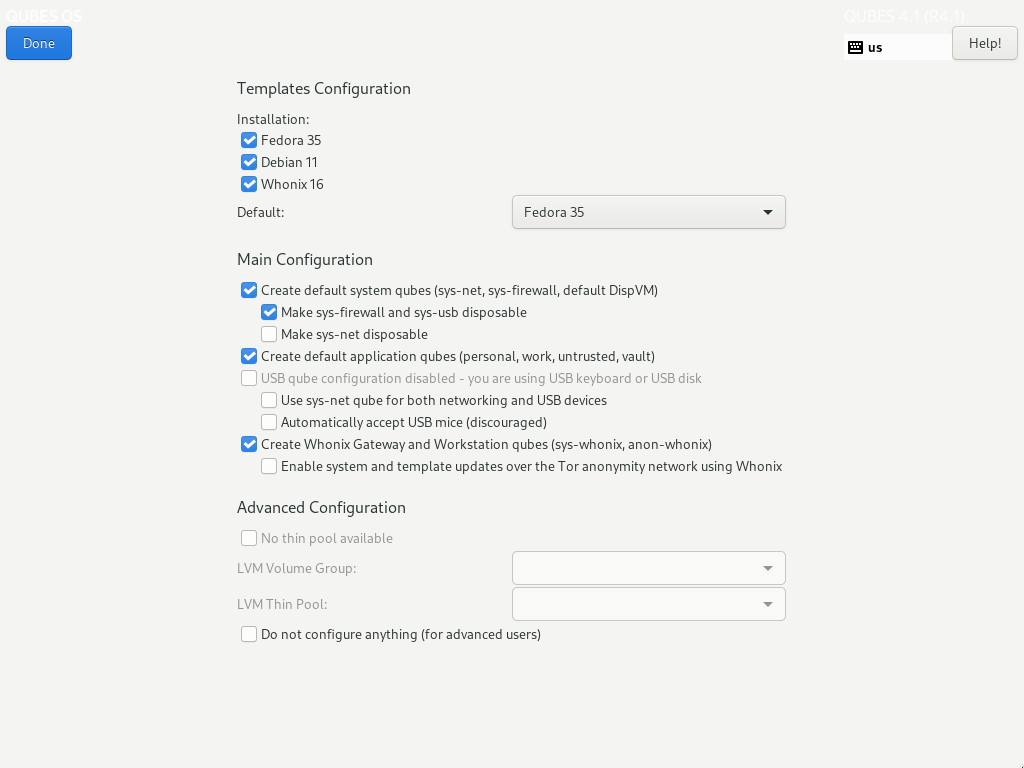 QUBES OS
QUBES 4.1 (R4.1)
Done
us
Help!
Templates Configuration
Installation:
Fedora 35
Debian 11
Whonix 16
Default:
Fedora 35
Main Configuration
Create default system qubes (sys-net, sys-firewall, default DispVM)
Make sys-firewall and sys-usb disposable
Make sys-net disposable
Create default application qubes (personal, work, untrusted, vault)
USB qube configuration disabled - you are using USB keyboard or USB disk
Use sys-net qube for both networking and USB devices
Automatically accept USB mice (discouraged)
Create Whonix Gateway and Workstation qubes (sys-whonix, anon-whonix)
Enable system and template updates over the Tor anonymity network using Whonix
Advanced Configuration
No thin pool available
LVM Volume Group:
LVM Thin Pool:
Do not configure anything (for advanced users)